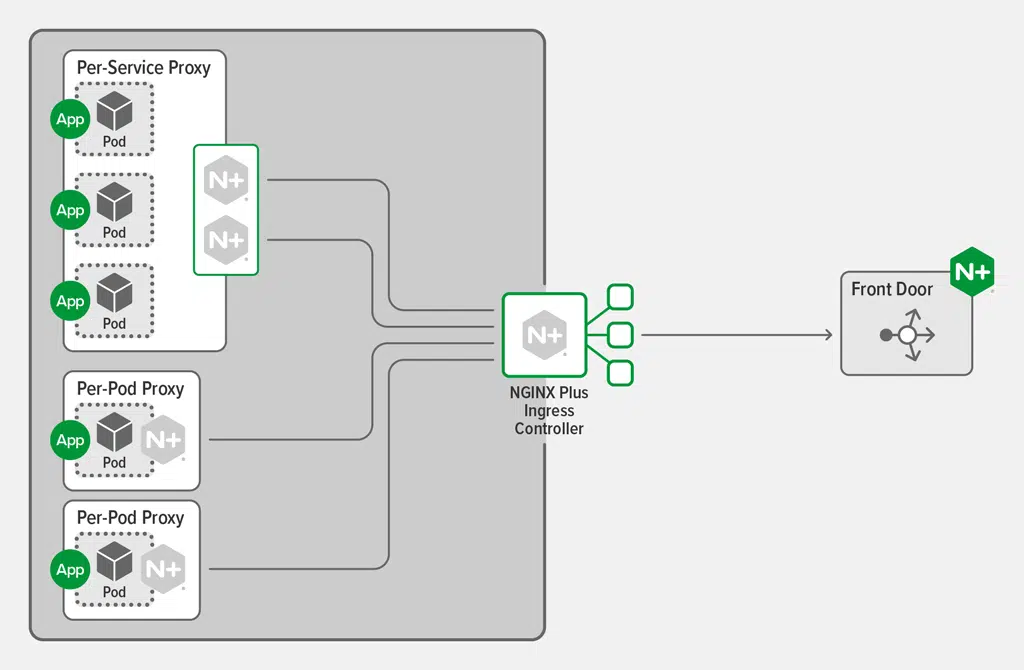 Per-Service Proxy
App
Pod
App
Pod
App
Pod
N+
N+
Per-Pod Proxy
App
Pod
N+
Per-Pod Proxy
App
Pod
N+
N+
NGINX Plus
Ingress
Controller
Front Door
N+